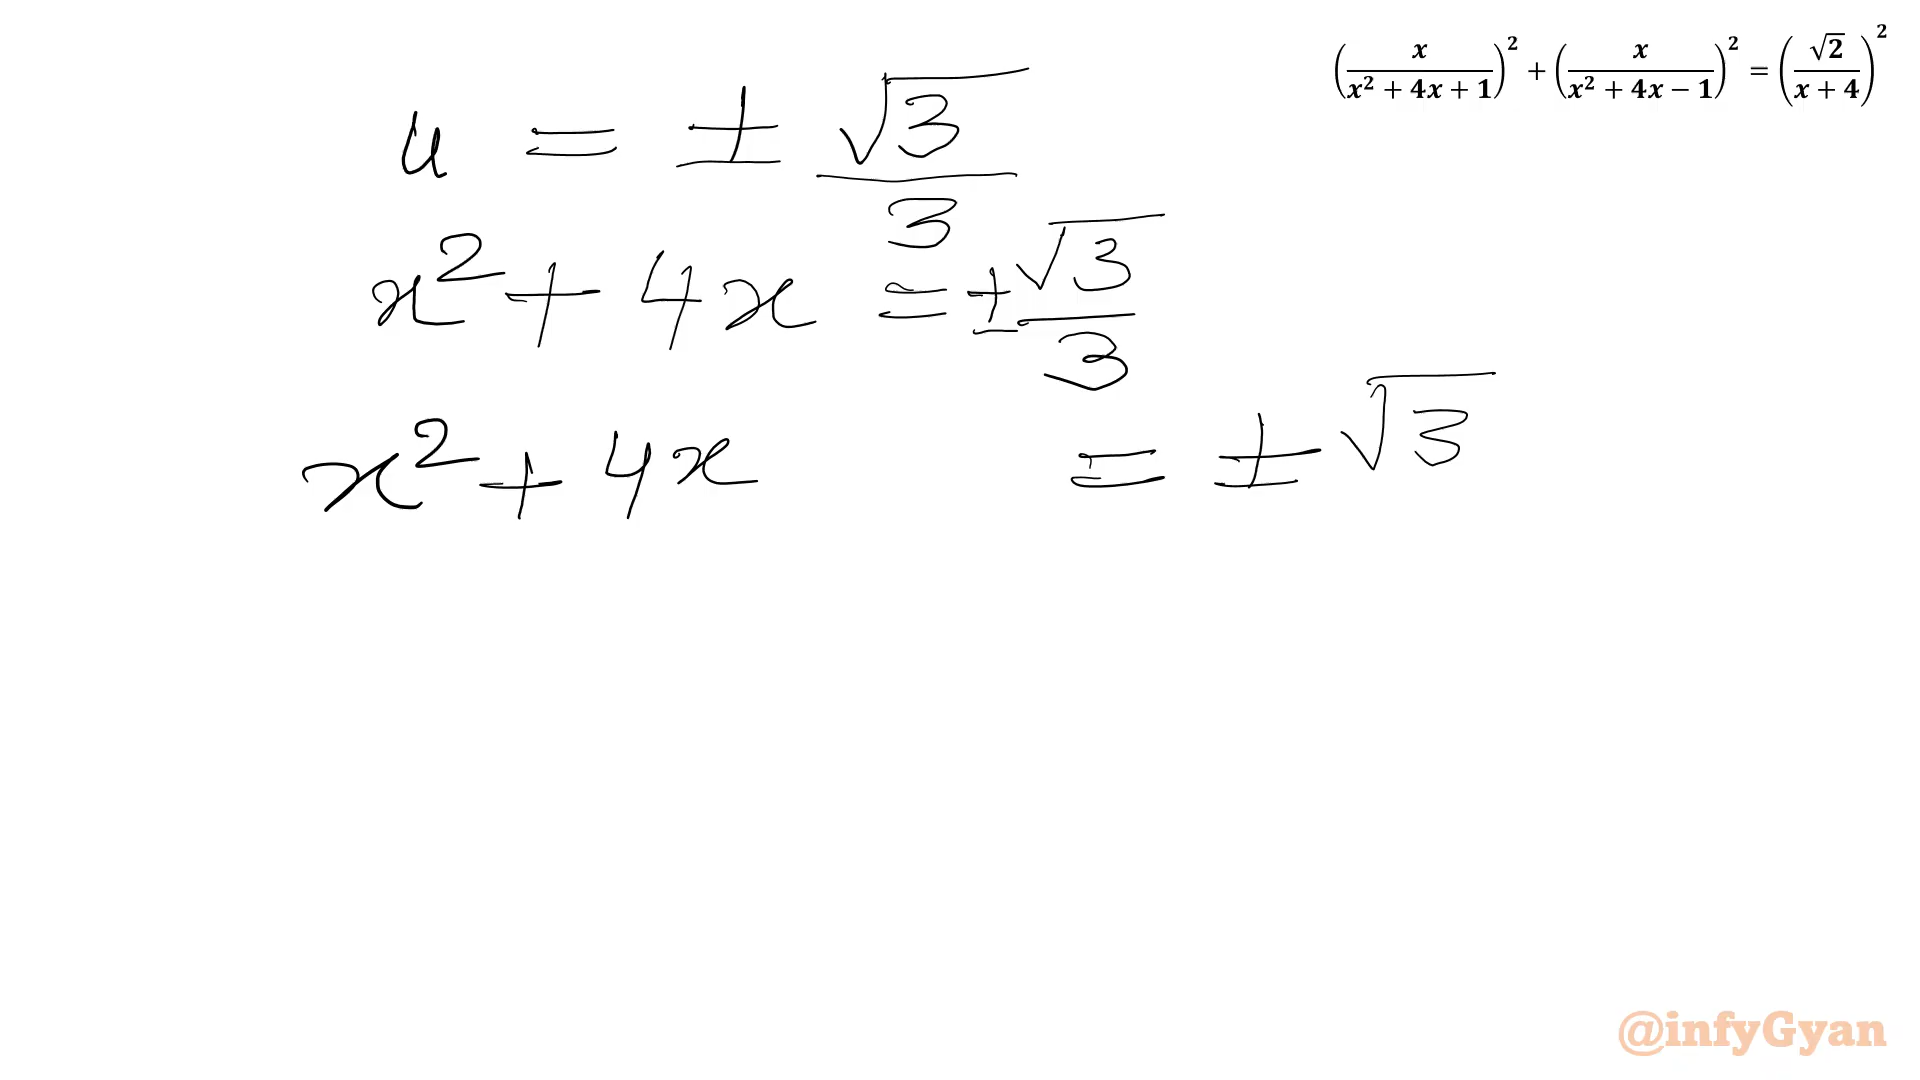 (x/(x² + 4x + 1))² + (x/(x² + 4x − 1))² = (√2/(x + 4))²
u = ± √3/3
x² + 4x = ± √3/3
x² + 4x = ± √3
@infyGyan